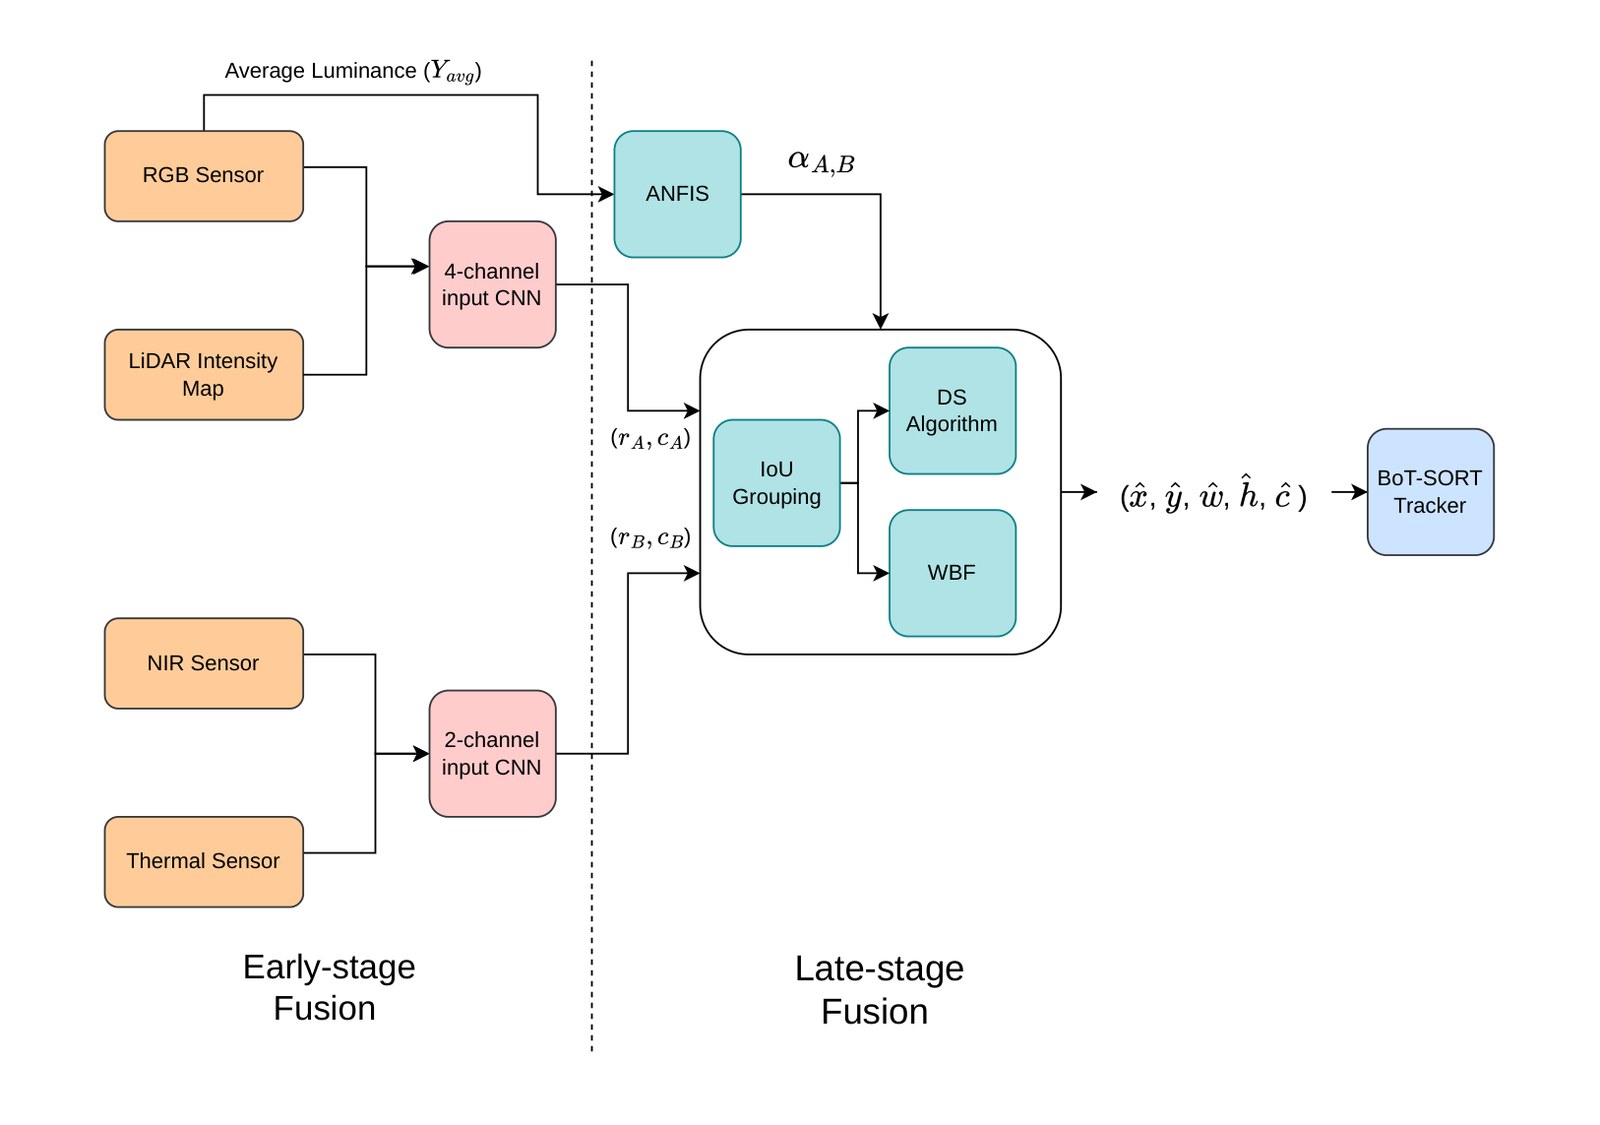 Average Luminance (Y_avg)
RGB Sensor
ANFIS
α_A,B
4-channel
input CNN
LiDAR Intensity
Map
DS
Algorithm
(r_A, c_A)
IoU
Grouping
(x̂, ŷ, ŵ, ĥ, ĉ )
BoT-SORT
Tracker
(r_B, c_B)
WBF
NIR Sensor
2-channel
input CNN
Thermal Sensor
Early-stage
Fusion
Late-stage
Fusion